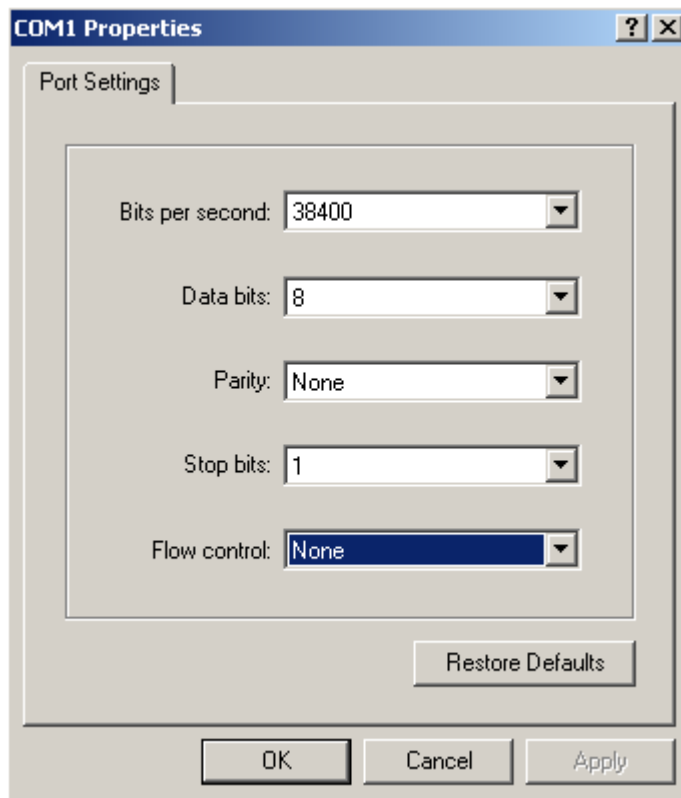 COM1 Properties
Port Settings
Bits per second: 38400
Data bits: 8
Parity: None
Stop bits: 1
Flow control: None
Restore Defaults
OK Cancel Apply